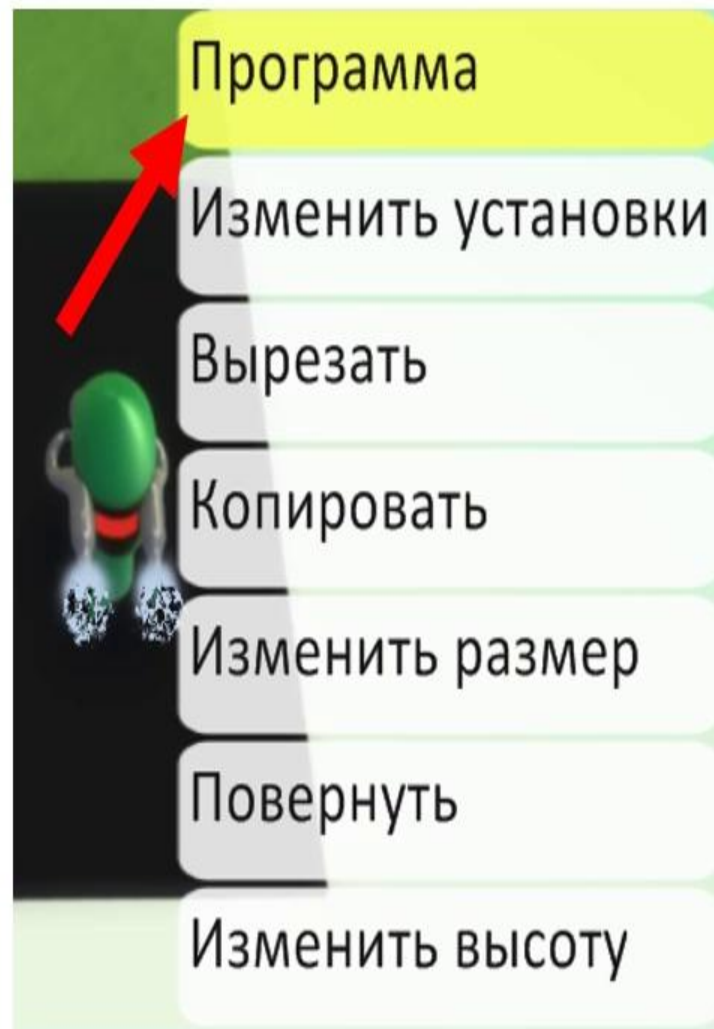 Программа
Изменить установки
Вырезать
Копировать
Изменить размер
Повернуть
Изменить высоту